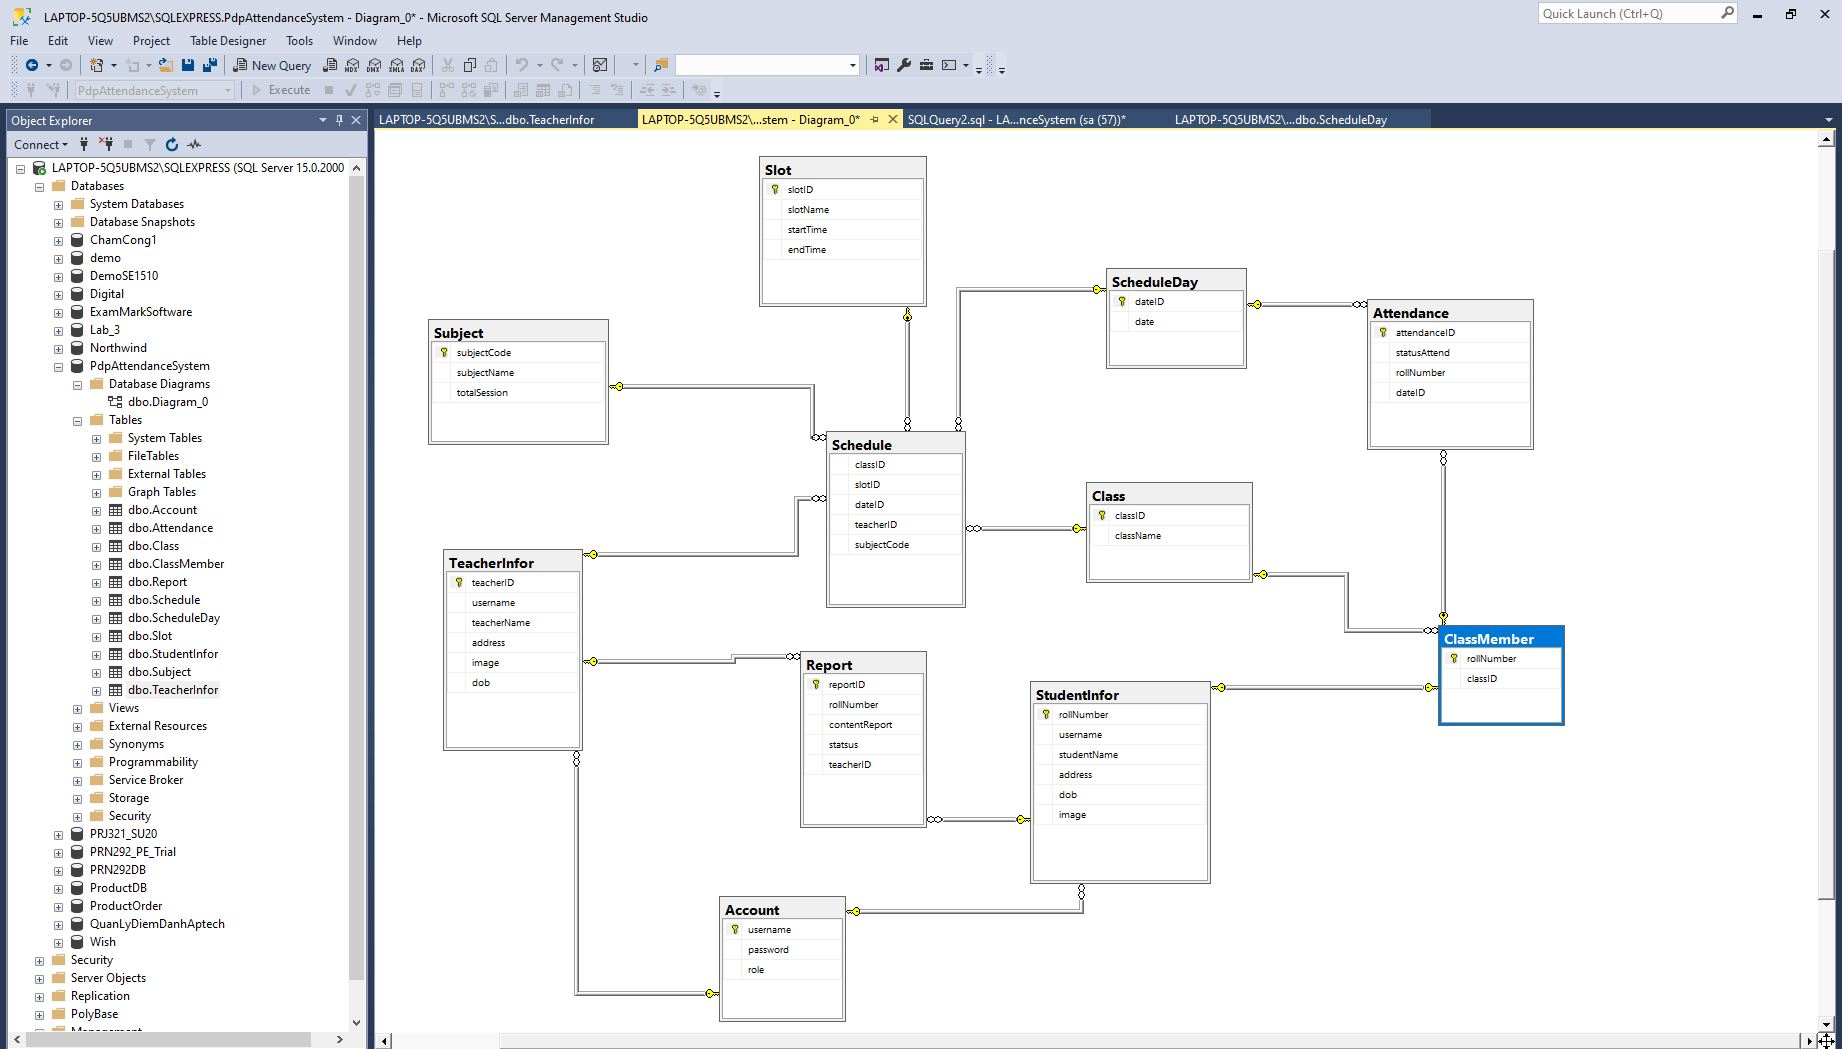 LAPTOP-5Q5UBMS2\SQLEXPRESS.PdpAttendanceSystem - Diagram_0* - Microsoft SQL Server Management Studio
Quick Launch (Ctrl+Q)
File Edit View Project Table Designer Tools Window Help
New Query
MDX DMX XMLA DAX
PdpAttendanceSystem
Execute
Object Explorer
LAPTOP-5Q5UBMS2\S...dbo.TeacherInfor
LAPTOP-5Q5UBMS2\...stem - Diagram_0*
SQLQuery2.sql - LA...nceSystem (sa (57))*
LAPTOP-5Q5UBMS2\...dbo.ScheduleDay
Connect
LAPTOP-5Q5UBMS2\SQLEXPRESS (SQL Server 15.0.2000
Databases
System Databases
Database Snapshots
ChamCong1
demo
DemoSE1510
Digital
ExamMarkSoftware
Lab_3
Northwind
PdpAttendanceSystem
Database Diagrams
dbo.Diagram_0
Tables
System Tables
FileTables
External Tables
Graph Tables
dbo.Account
dbo.Attendance
dbo.Class
dbo.ClassMember
dbo.Report
dbo.Schedule
dbo.ScheduleDay
dbo.Slot
dbo.StudentInfor
dbo.Subject
dbo.TeacherInfor
Views
External Resources
Synonyms
Programmability
Service Broker
Storage
Security
PRJ321_SU20
PRN292_PE_Trial
PRN292DB
ProductDB
ProductOrder
QuanLyDiemDanhAptech
Wish
Security
Server Objects
Replication
PolyBase
Management
Slot
slotID
slotName
startTime
endTime
ScheduleDay
dateID
date
Attendance
attendanceID
statusAttend
rollNumber
dateID
Subject
subjectCode
subjectName
totalSession
Schedule
classID
slotID
dateID
teacherID
subjectCode
Class
classID
className
TeacherInfor
teacherID
username
teacherName
address
image
dob
ClassMember
rollNumber
classID
Report
reportID
rollNumber
contentReport
statsus
teacherID
StudentInfor
rollNumber
username
studentName
address
dob
image
Account
username
password
role